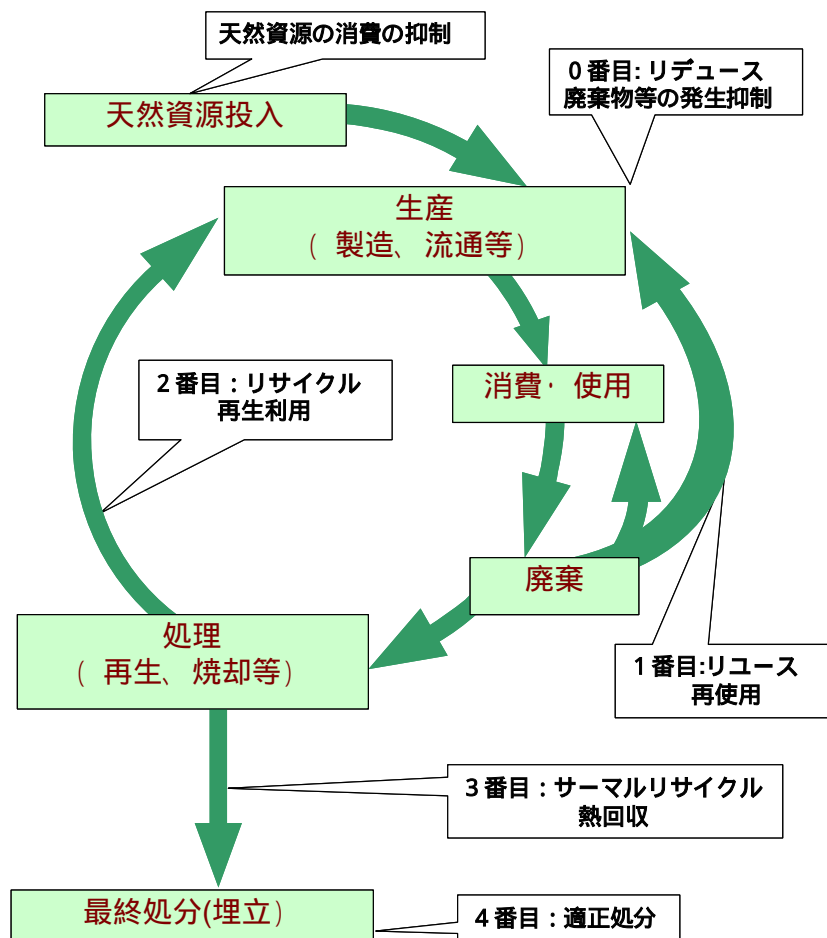 天然資源の消費の抑制
0番目: リデュース
廃棄物等の発生抑制
天然資源投入
生産
( 製造、流通等)
2番目：リサイクル
再生利用
消費・ 使用
廃棄
処理
( 再生、焼却等)
1番目:リユース
再使用
3番目：サーマルリサイクル
熱回収
最終処分(埋立)
4番目：適正処分